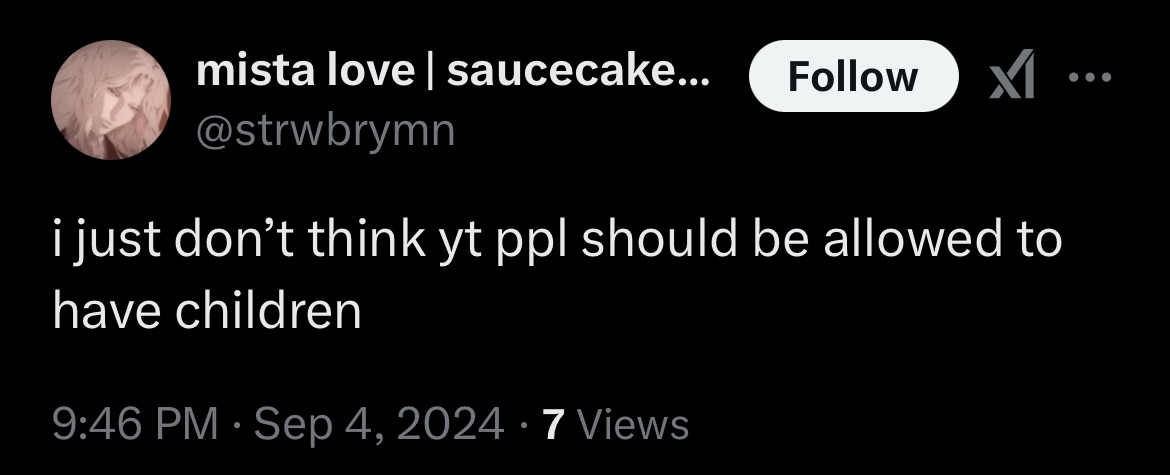 mista love | saucecake...
Follow
@strwbrymn
i just don’t think yt ppl should be allowed to
have children
9:46 PM · Sep 4, 2024 · 7 Views